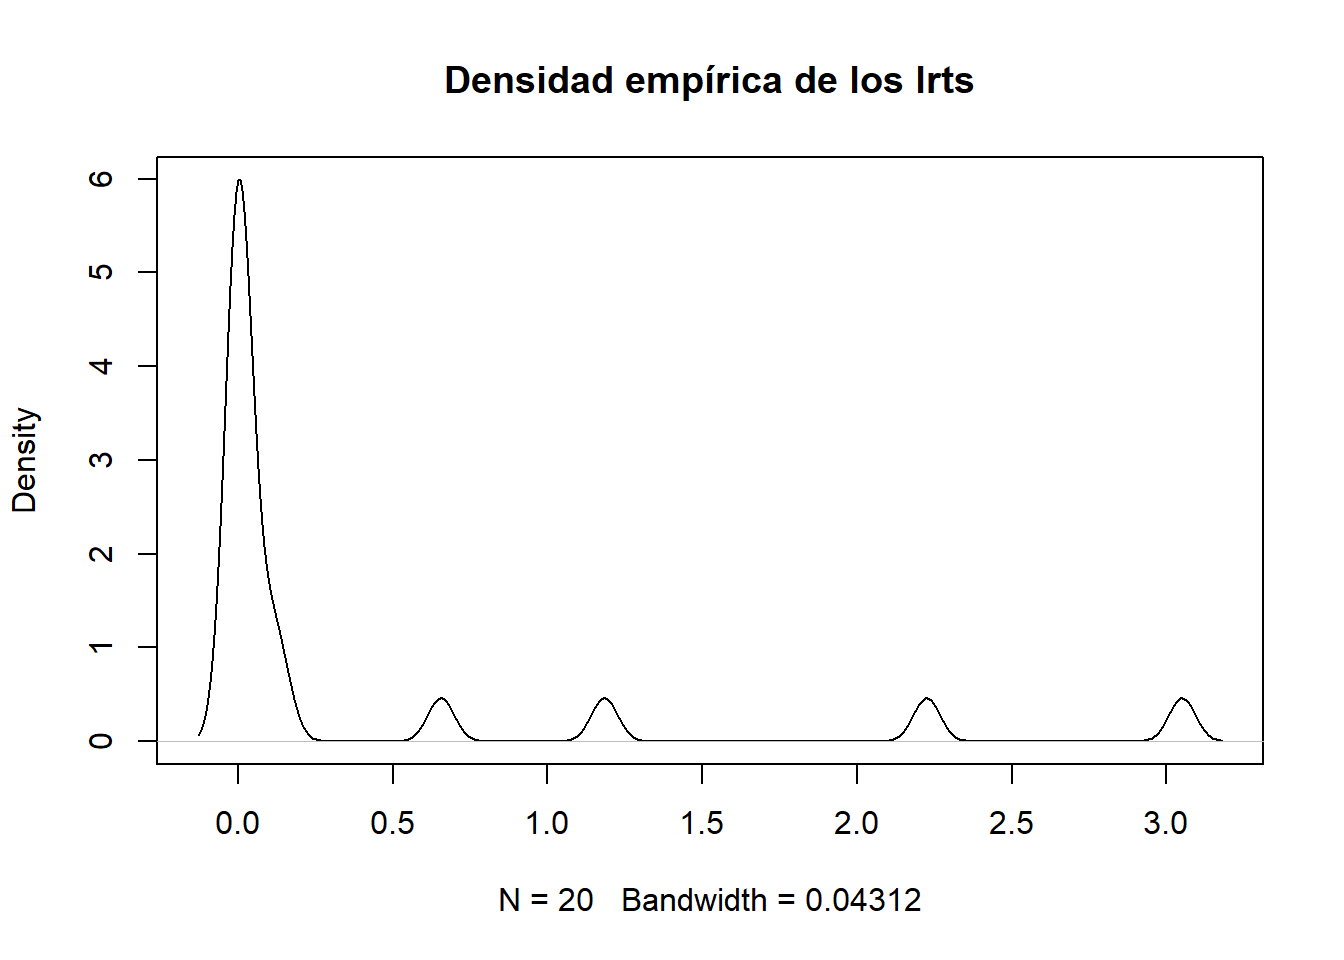 Densidad empírica de los lrts
Density
0 1 2 3 4 5 6
0.0 0.5 1.0 1.5 2.0 2.5 3.0
N = 20 Bandwidth = 0.04312